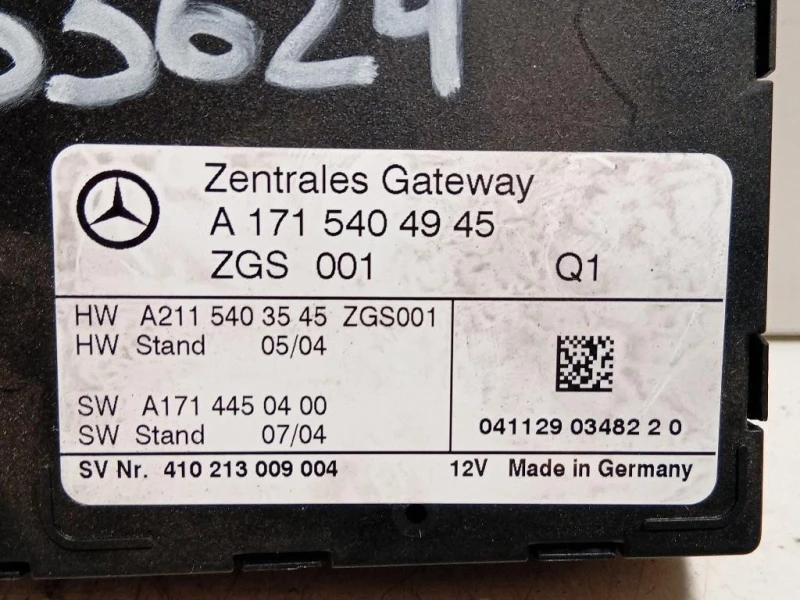 35624
Zentrales Gateway
A 171 540 49 45
ZGS 001 Q1
HW A211 540 35 45 ZGS001
HW Stand 05/04
SW A171 445 04 00
SW Stand 07/04
041129 03482 2 0
SV Nr. 410 213 009 004 12V Made in Germany